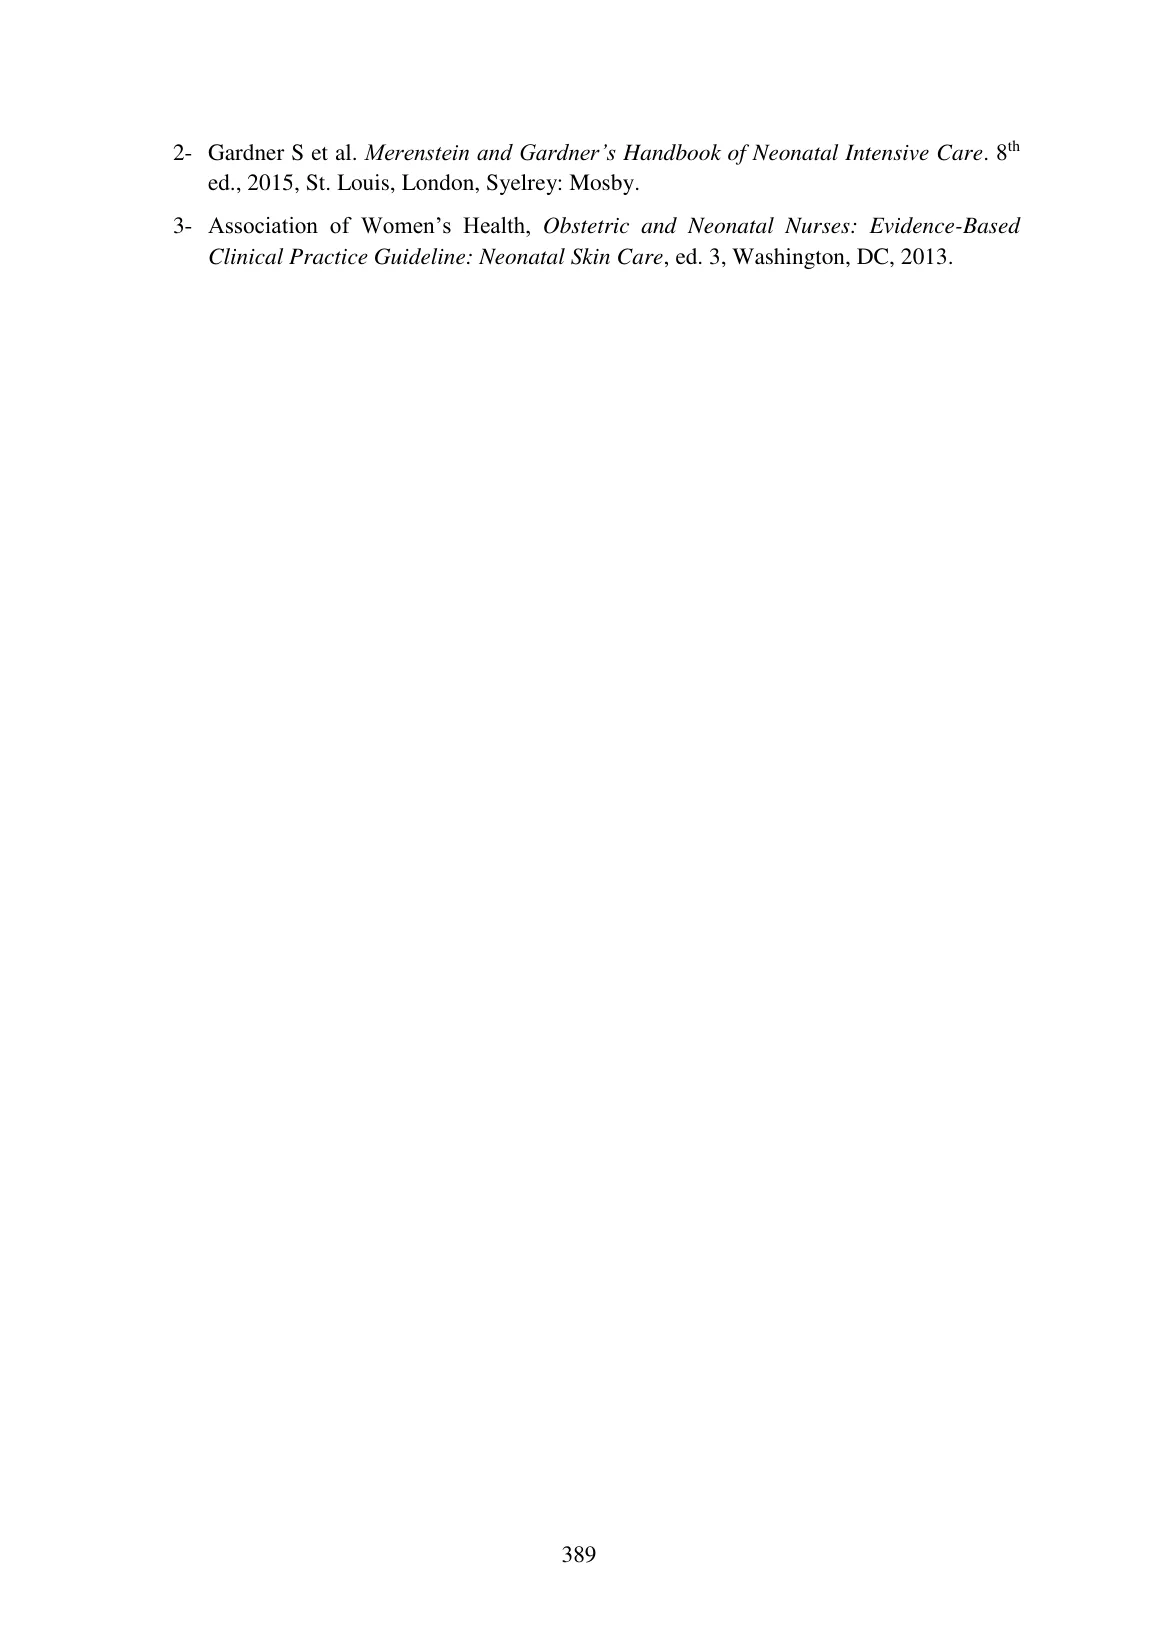 2- Gardner S et al. Merenstein and Gardner’s Handbook of Neonatal Intensive Care. 8th
ed., 2015, St. Louis, London, Syelrey: Mosby.
3- Association of Women’s Health, Obstetric and Neonatal Nurses: Evidence-Based
Clinical Practice Guideline: Neonatal Skin Care, ed. 3, Washington, DC, 2013.
389